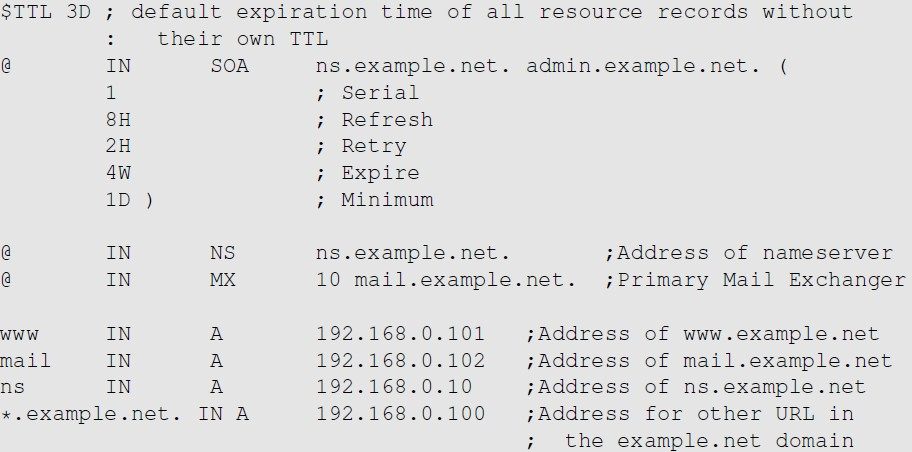 $TTL 3D ; default expiration time of all resource records without
: their own TTL
@ IN SOA ns.example.net. admin.example.net. (
1 ; Serial
8H ; Refresh
2H ; Retry
4W ; Expire
1D ) ; Minimum
@ IN NS ns.example.net. ;Address of nameserver
@ IN MX 10 mail.example.net. ;Primary Mail Exchanger
www IN A 192.168.0.101 ;Address of www.example.net
mail IN A 192.168.0.102 ;Address of mail.example.net
ns IN A 192.168.0.10 ;Address of ns.example.net
*.example.net. IN A 192.168.0.100 ;Address for other URL in
; the example.net domain